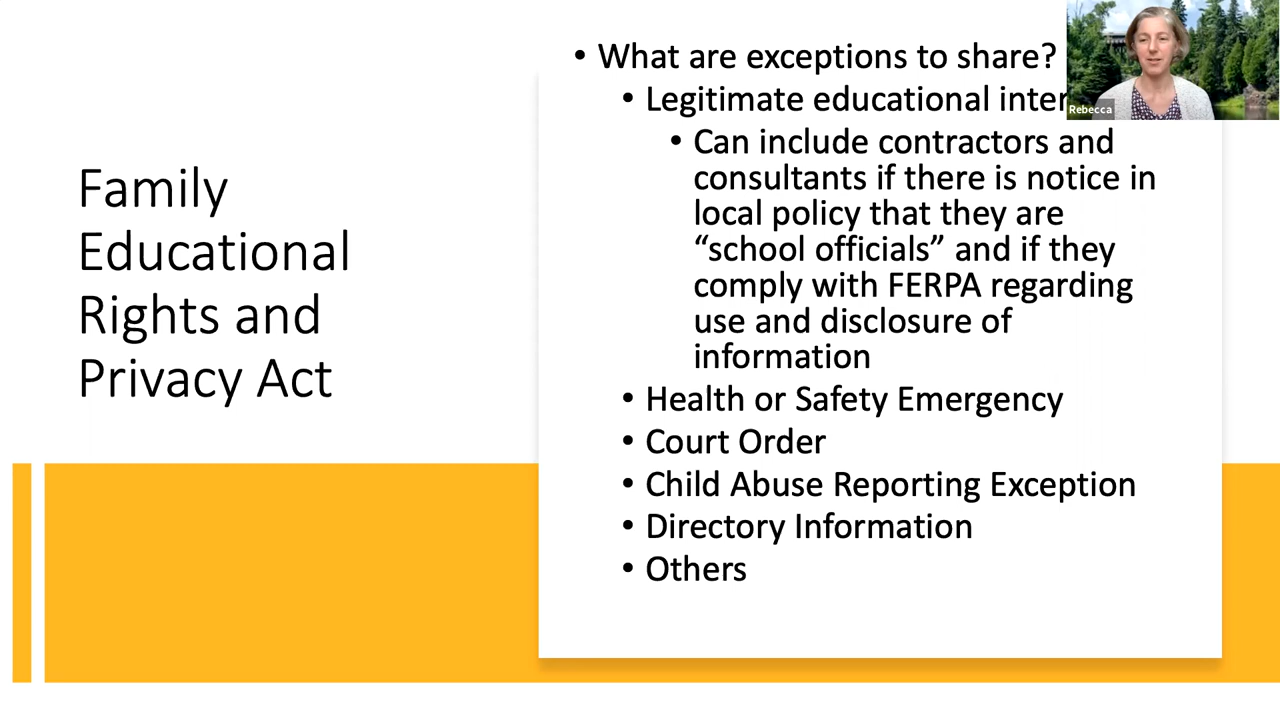 Family
Educational
Rights and
Privacy Act
• What are exceptions to share?
• Legitimate educational
• Can include contractors and
consultants if there is notice in
local policy that they are
“school officials” and if they
comply with FERPA regarding
use and disclosure of
information
• Health or Safety Emergency
• Court Order
• Child Abuse Reporting Exception
• Directory Information
• Others
Rebecca